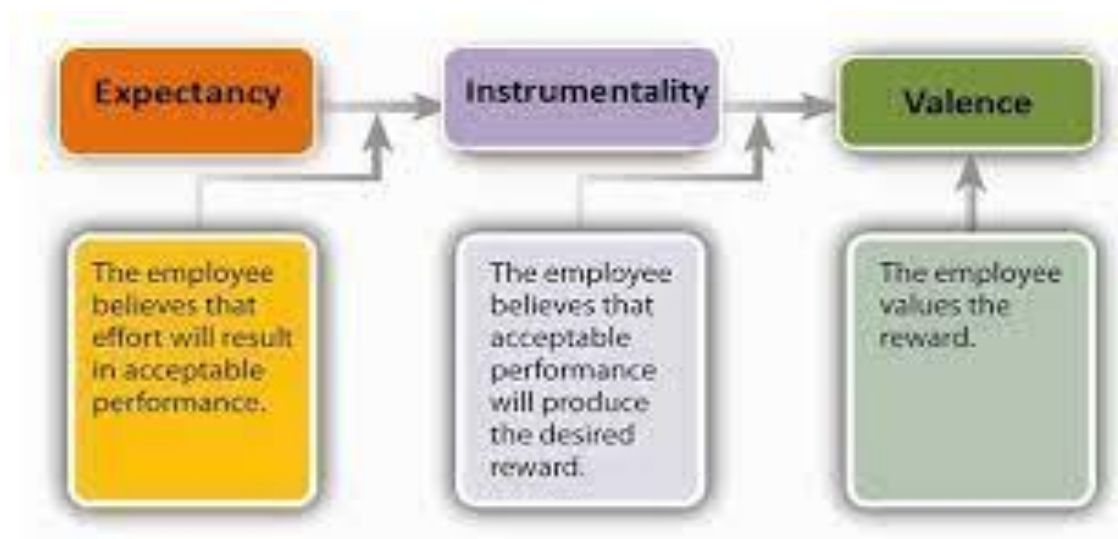 Expectancy
Instrumentality
Valence
The employee
believes that
effort will result
in acceptable
performance.
The employee
believes that
acceptable
performance
will produce
the desired
reward.
The employee
values the
reward.